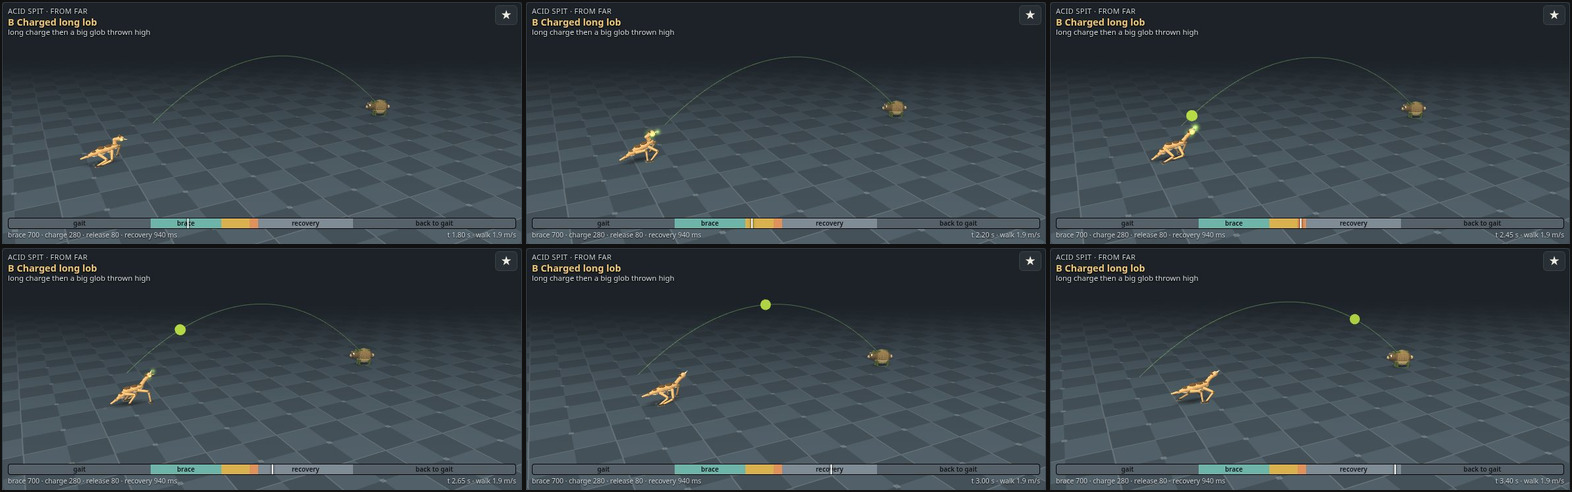 ACID SPIT - FROM FAR
B Charged long lob
long charge then a big glob thrown high
gait brace recovery back to gait
brace 700 · charge 280 · release 80 · recovery 940 ms t 1.80 s · walk 1.9 m/s
ACID SPIT - FROM FAR
B Charged long lob
long charge then a big glob thrown high
gait brace recovery back to gait
brace 700 · charge 280 · release 80 · recovery 940 ms t 2.20 s · walk 1.9 m/s
ACID SPIT - FROM FAR
B Charged long lob
long charge then a big glob thrown high
gait brace recovery back to gait
brace 700 · charge 280 · release 80 · recovery 940 ms t 2.45 s · walk 1.9 m/s
ACID SPIT - FROM FAR
B Charged long lob
long charge then a big glob thrown high
gait brace recovery back to gait
brace 700 · charge 280 · release 80 · recovery 940 ms t 2.65 s · walk 1.9 m/s
ACID SPIT - FROM FAR
B Charged long lob
long charge then a big glob thrown high
gait brace recovery back to gait
brace 700 · charge 280 · release 80 · recovery 940 ms t 3.00 s · walk 1.9 m/s
ACID SPIT - FROM FAR
B Charged long lob
long charge then a big glob thrown high
gait brace recovery back to gait
brace 700 · charge 280 · release 80 · recovery 940 ms t 3.40 s · walk 1.9 m/s